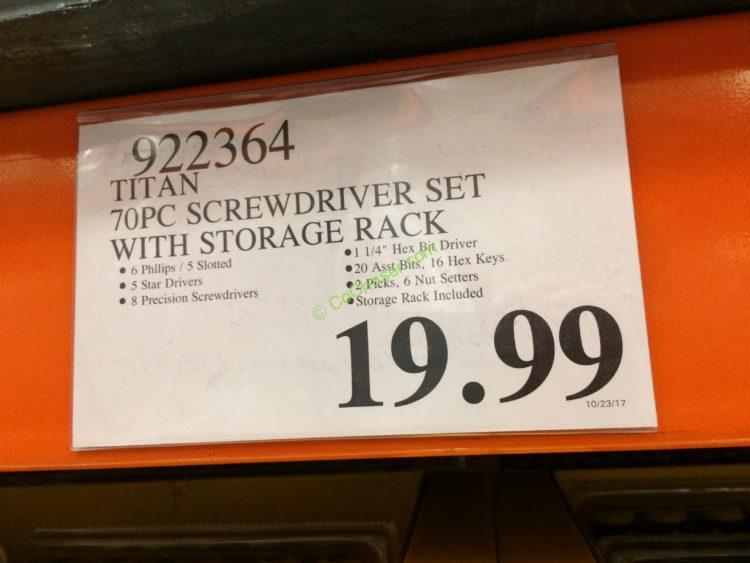 922364
TITAN
70PC SCREWDRIVER SET
WITH STORAGE RACK
• 6 Phllips / 5 Slotted
• 5 Star Drivers
• 8 Precision Screwdrivers
• 1 1/4" Hex Bit Driver
• 20 Asst Bits, 16 Hex Keys
• 2 Picks, 6 Nut Setters
• Storage Rack Included
19.99
10/23/17